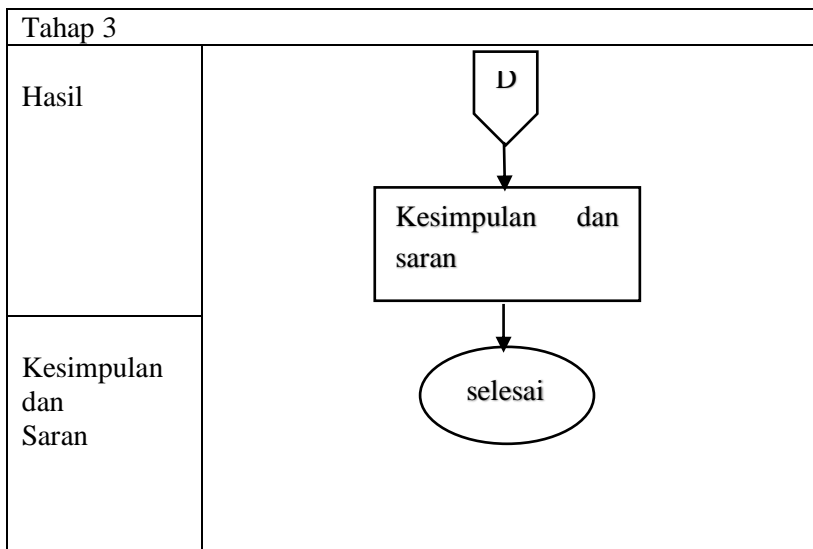 Tahap 3
Hasil
D
Kesimpulan dan
saran
Kesimpulan
dan
Saran
selesai